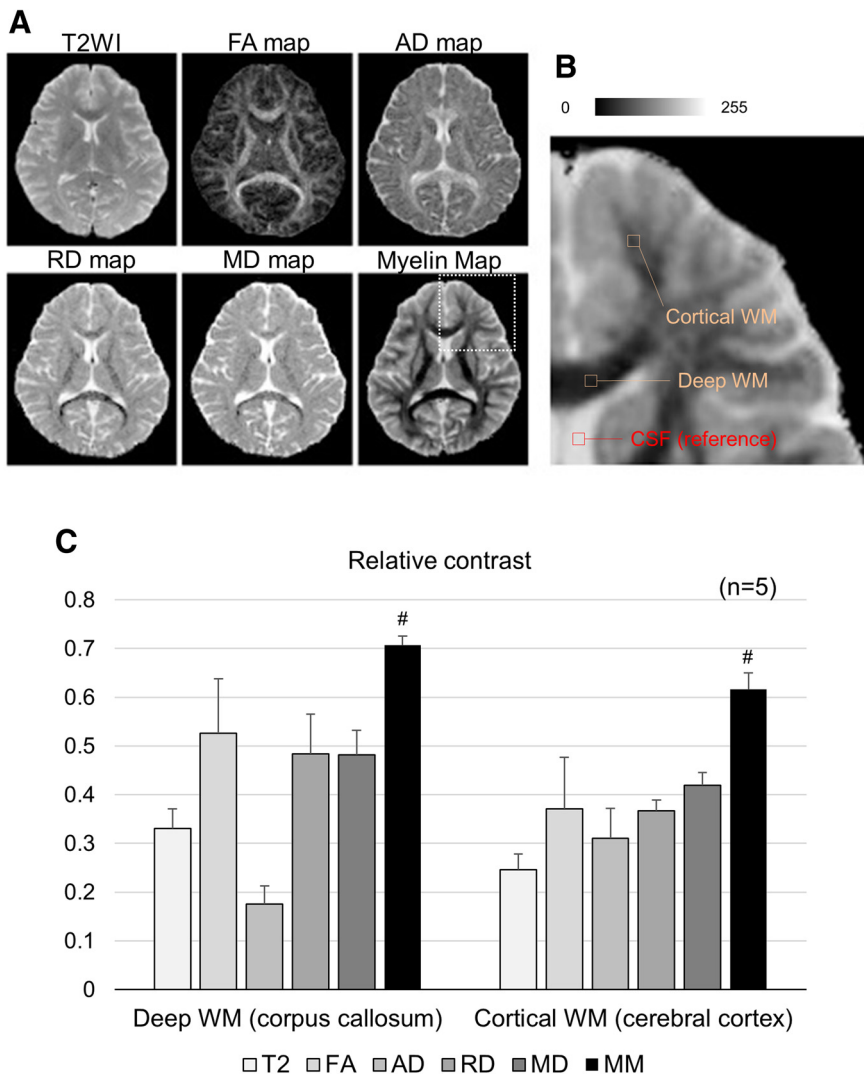 A
T2WI FA map AD map
RD map MD map Myelin Map
B
0 255
Cortical WM
Deep WM
CSF (reference)
C
Relative contrast
(n=5)
0.8
0.7
0.6
0.5
0.4
0.3
0.2
0.1
0
#
#
Deep WM (corpus callosum) Cortical WM (cerebral cortex)
T2 FA AD RD MD MM